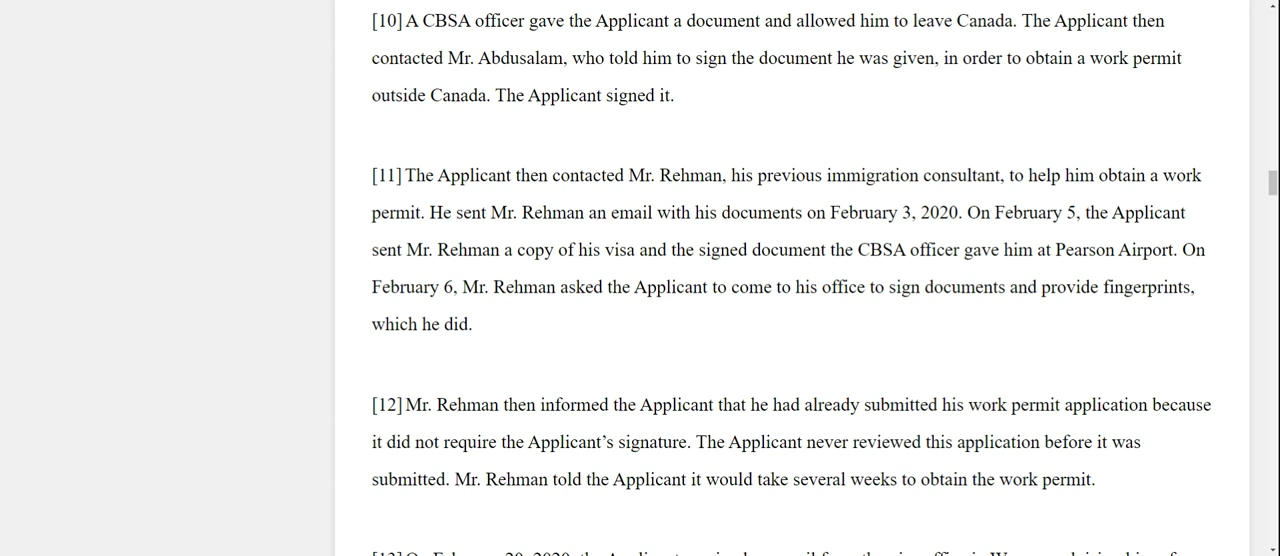 [10] A CBSA officer gave the Applicant a document and allowed him to leave Canada. The Applicant then
contacted Mr. Abdusalam, who told him to sign the document he was given, in order to obtain a work permit
outside Canada. The Applicant signed it.
[11] The Applicant then contacted Mr. Rehman, his previous immigration consultant, to help him obtain a work
permit. He sent Mr. Rehman an email with his documents on February 3, 2020. On February 5, the Applicant
sent Mr. Rehman a copy of his visa and the signed document the CBSA officer gave him at Pearson Airport. On
February 6, Mr. Rehman asked the Applicant to come to his office to sign documents and provide fingerprints,
which he did.
[12] Mr. Rehman then informed the Applicant that he had already submitted his work permit application because
it did not require the Applicant’s signature. The Applicant never reviewed this application before it was
submitted. Mr. Rehman told the Applicant it would take several weeks to obtain the work permit.